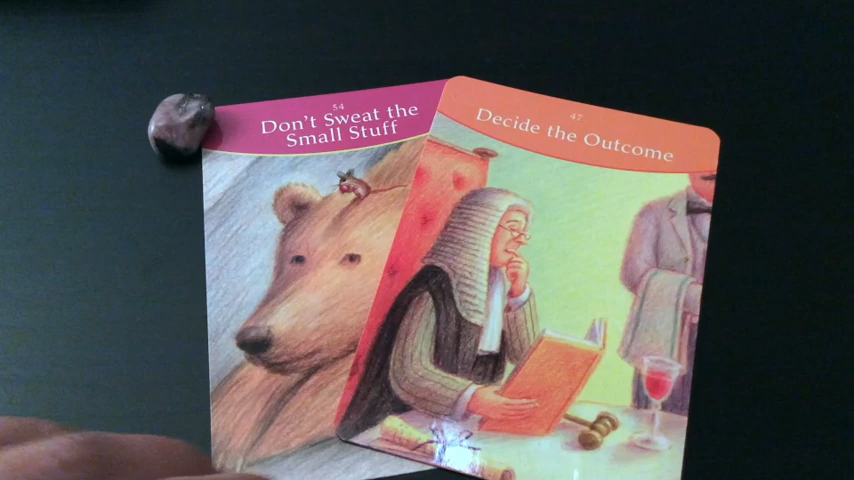 54
Don't Sweat the
Small Stuff
47
Decide the Outcome